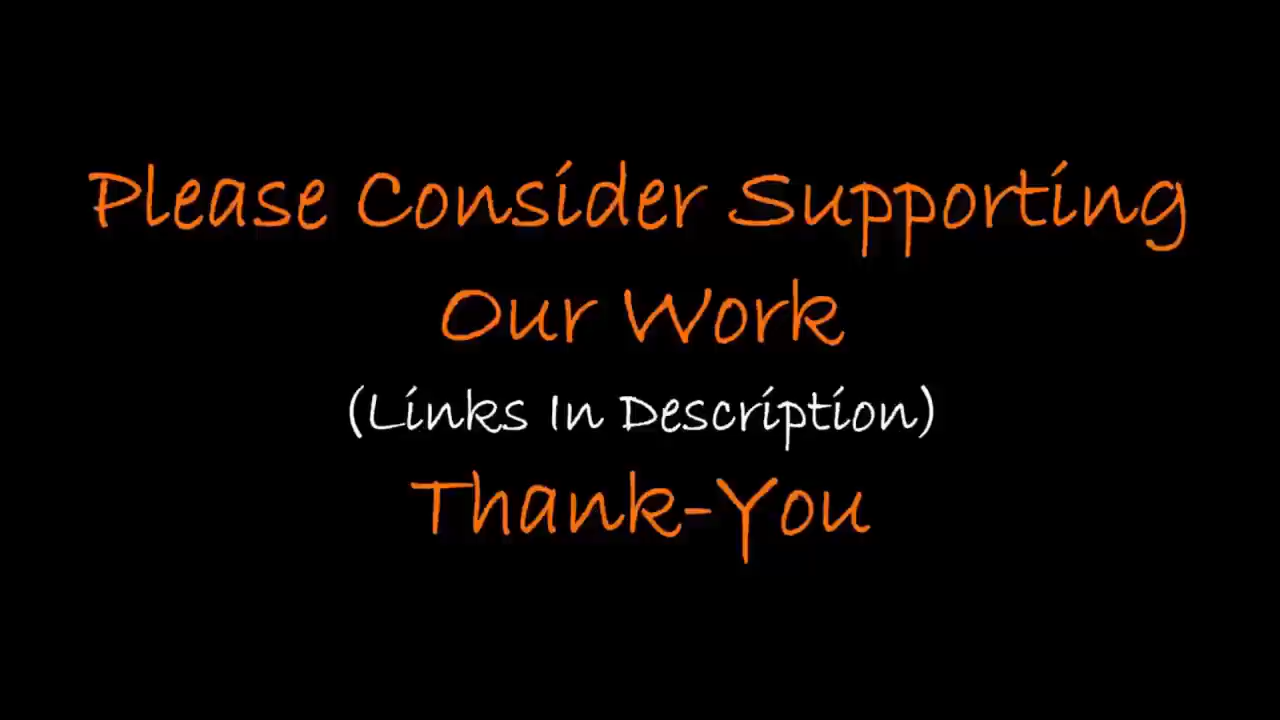 Please Consider Supporting
Our Work
(Links In Description)
Thank-You